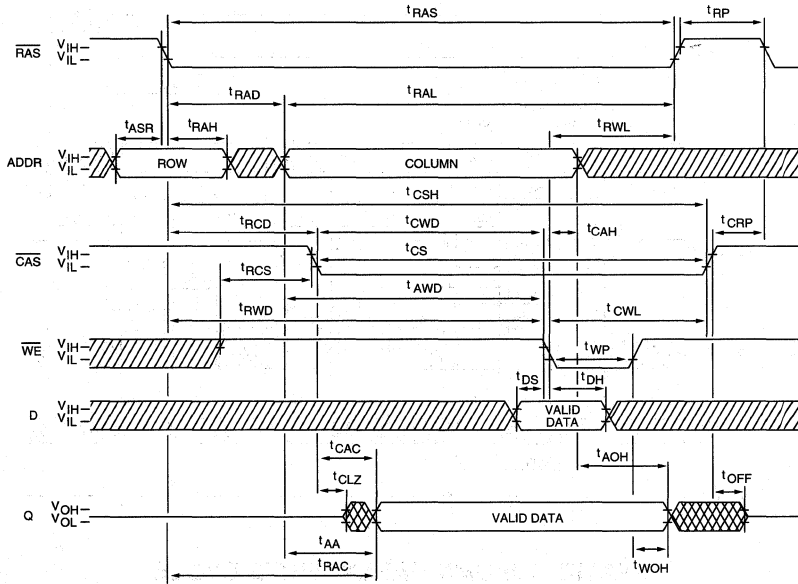 tRAS
tRP
RAS
VIH
VIL
tRAD
tRAL
tASR
tRAH
tRWL
ADDR
VIH
VIL
ROW
COLUMN
tCSH
tRCD
tCWD
tCAH
tCRP
CAS
VIH
VIL
tCS
tRCS
tAWD
tRWD
tCWL
WE
VIH
VIL
tWP
tDS
tDH
D
VIH
VIL
VALID
DATA
tCAC
tAOH
tCLZ
tOFF
Q
VOH
VOL
VALID DATA
tAA
tWOH
tRAC